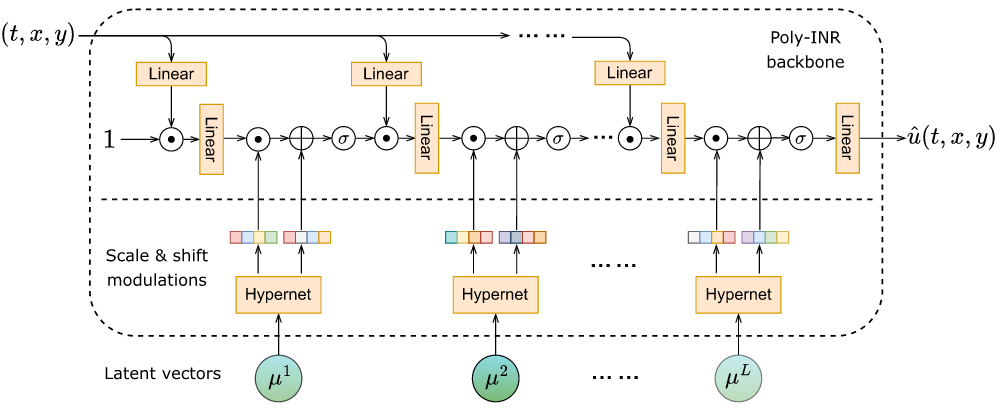 (t, x, y)
... ...
Poly-INR
backbone
Linear
Linear
Linear
1
Linear
σ
Linear
σ
...
Linear
σ
Linear
û(t, x, y)
Scale & shift
modulations
... ...
Hypernet
Hypernet
Hypernet
Latent vectors
μ¹
μ²
... ...
μᴸ